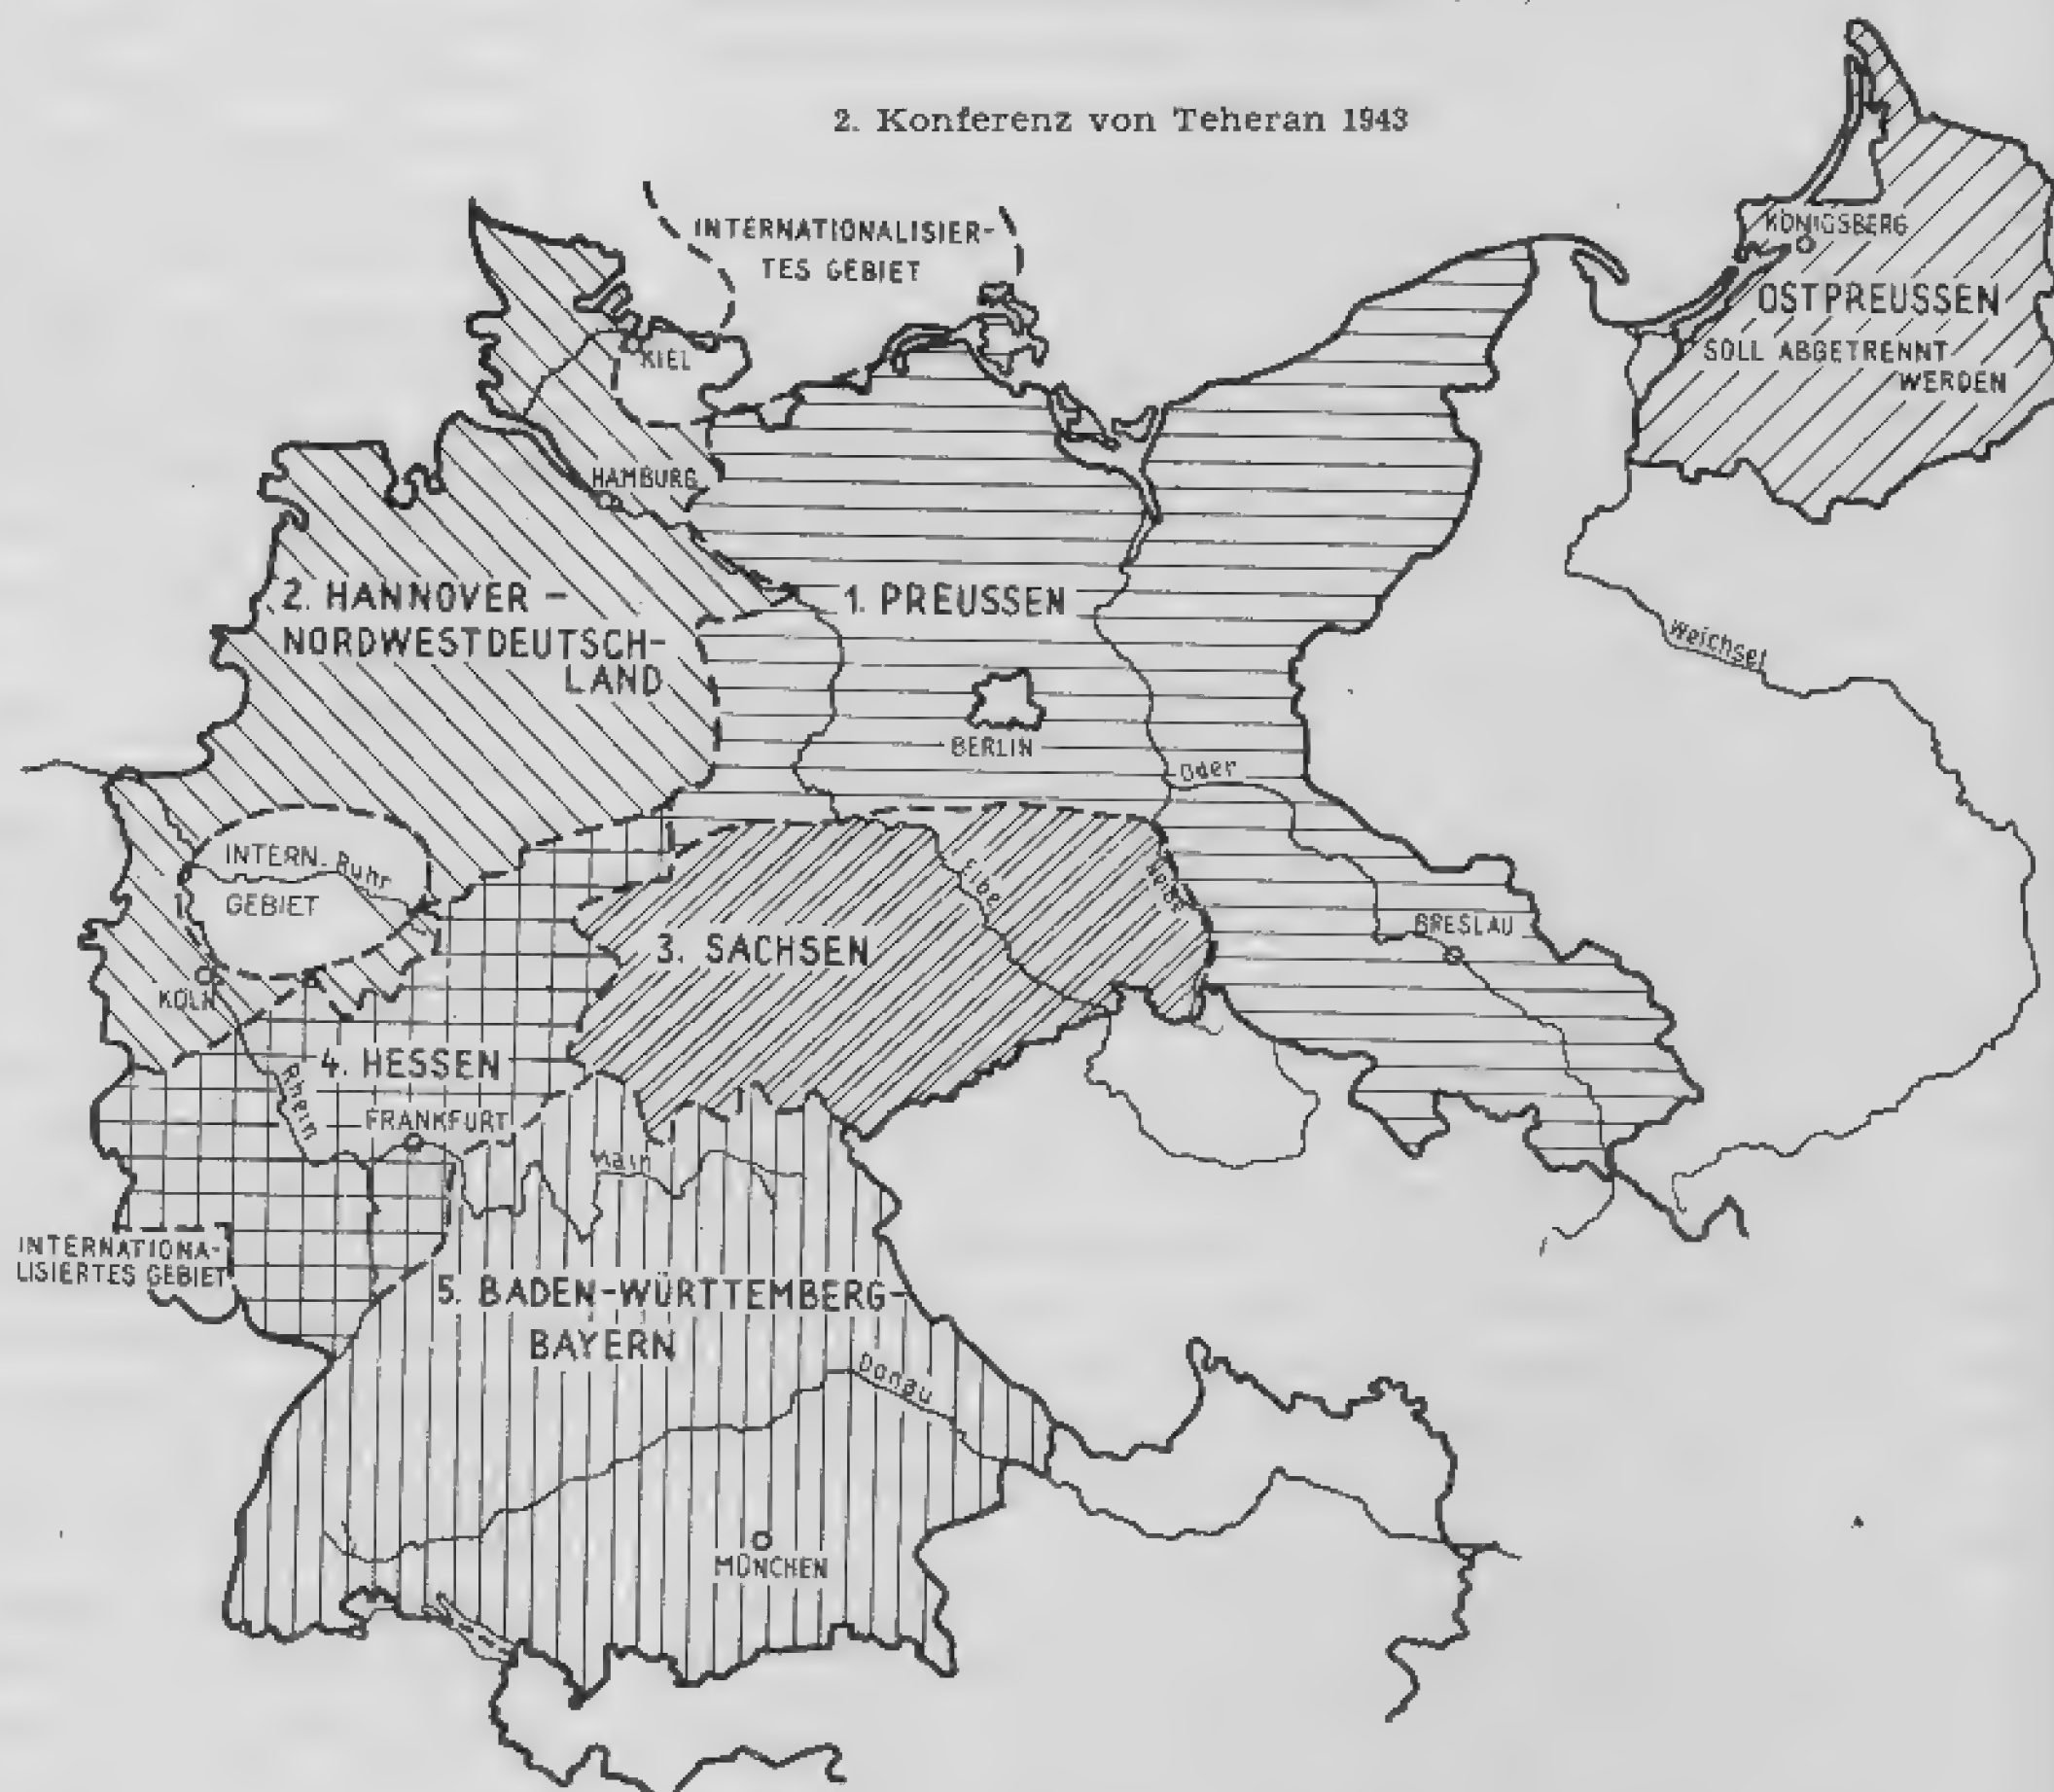 2. Konferenz von Teheran 1943
INTERNATIONALISIER-
TES GEBIET
KÖNIGSBERG
OSTPREUSSEN
SOLL ABGETRENNT
WERDEN
KIEL
HAMBURG
2. HANNOVER -
NORDWESTDEUTSCH-
LAND
1. PREUSSEN
Weichsel
BERLIN
Oder
INTERN.
Ruhr
GEBIET
Elbe
Neiße
BRESLAU
3. SACHSEN
KÖLN
4. HESSEN
Rhein
FRANKFURT
Main
INTERNATIONA-
LISIERTES GEBIET
5. BADEN-WÜRTTEMBERG-
BAYERN
Donau
MÜNCHEN